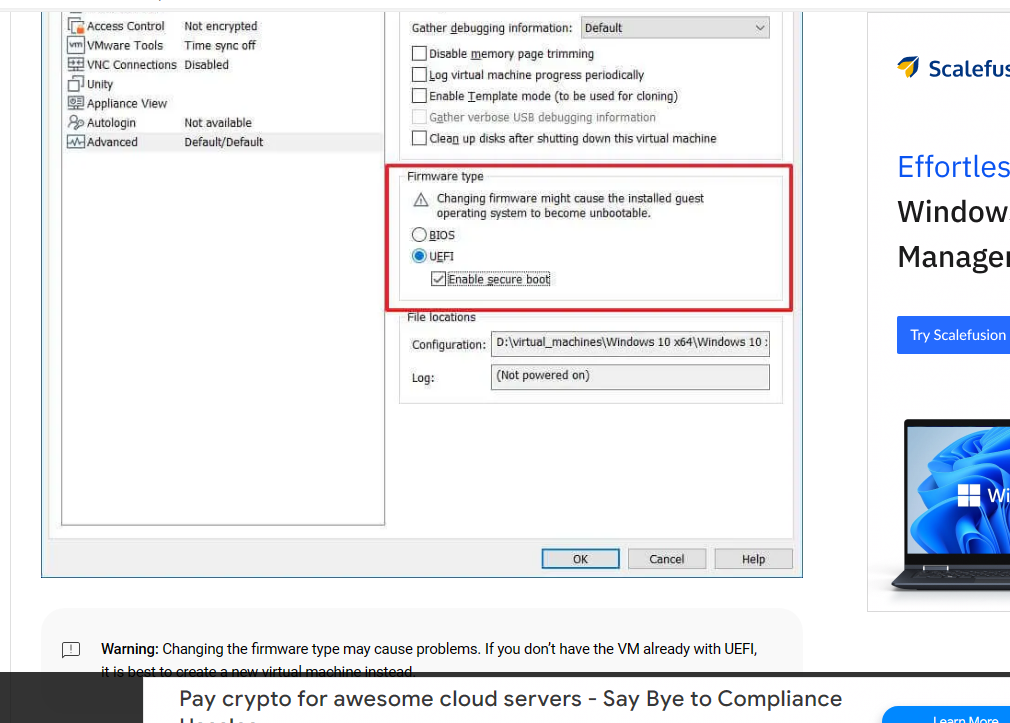 Access Control Not encrypted
VMware Tools Time sync off
VNC Connections Disabled
Unity
Appliance View
Autologin Not available
Advanced Default/Default
Gather debugging information: Default
Disable memory page trimming
Log virtual machine progress periodically
Enable Template mode (to be used for cloning)
Gather verbose USB debugging information
Clean up disks after shutting down this virtual machine
Firmware type
Changing firmware might cause the installed guest
operating system to become unbootable.
BIOS
UEFI
Enable secure boot
File locations
Configuration: D:\virtual_machines\Windows 10 x64\Windows 10
Log: (Not powered on)
OK Cancel Help
Warning: Changing the firmware type may cause problems. If you don’t have the VM already with UEFI,
it is best to create a new virtual machine instead.
Scalefus
Effortles
Windows
Manager
Try Scalefusion
Wi
Pay crypto for awesome cloud servers - Say Bye to Compliance
Learn More